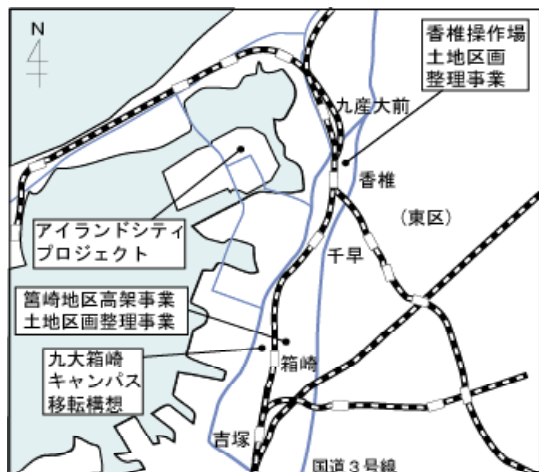 N
香椎操作場
土地区画
整理事業
九産大前
香椎
(東区)
アイランドシティ
プロジェクト
千早
筥崎地区高架事業
土地区画整理事業
九大箱崎
キャンパス
移転構想
箱崎
吉塚
国道3号線